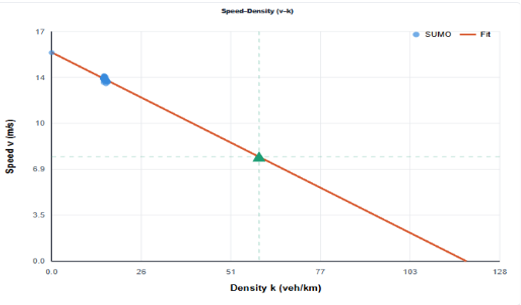 Speed-Density (v-k)
SUMO
Fit
17
14
10
6.9
3.5
0.0
Speed v (m/s)
0.0 26 51 77 103 128
Density k (veh/km)